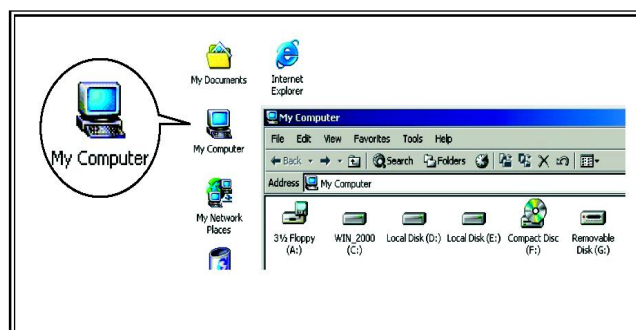 My Documents
Internet
Explorer
My Computer
My Computer
My Network
Places
My Computer
File Edit View Favorites Tools Help
Back Search Folders
Address My Computer
3½ Floppy
(A:)
WIN_2000
(C:)
Local Disk (D:)
Local Disk (E:)
Compact Disc
(F:)
Removable
Disk (G:)